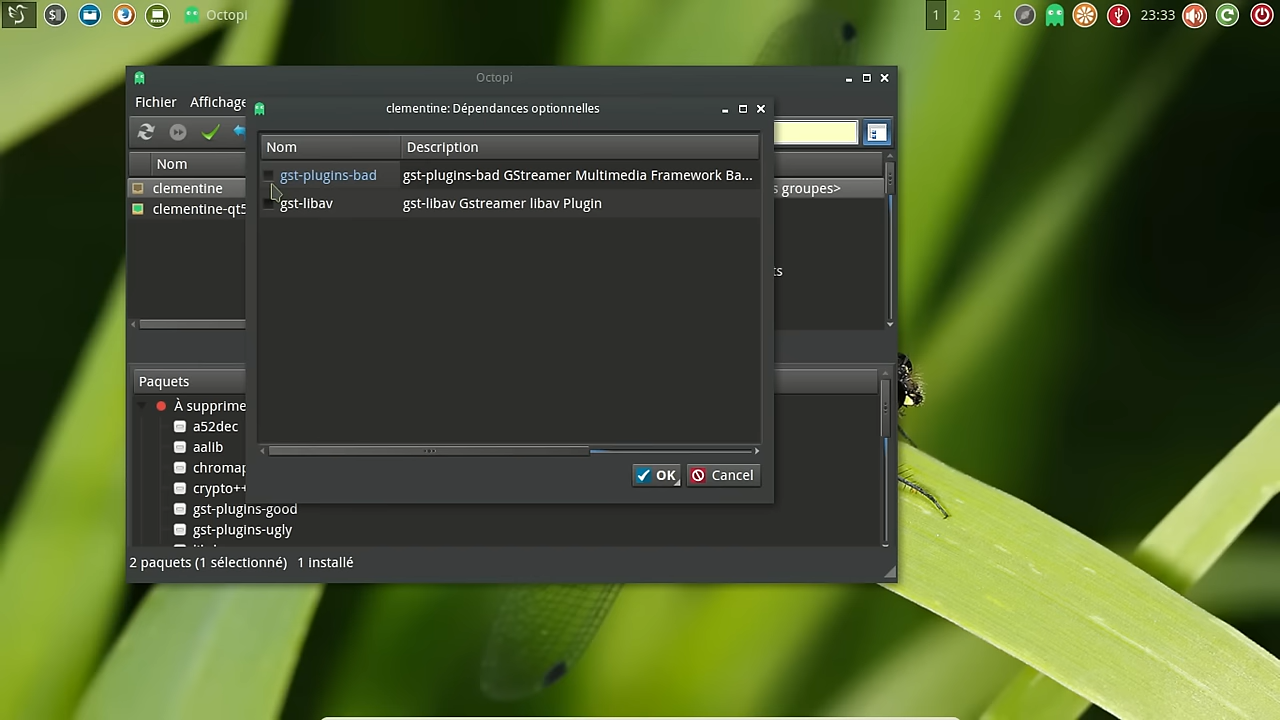 Octopi
1 2 3 4
23:33
Octopi
Fichier Affichage
clementine: Dépendances optionnelles
Nom Description
gst-plugins-bad gst-plugins-bad GStreamer Multimedia Framework Ba...
gst-libav gst-libav Gstreamer libav Plugin
OK Cancel
Nom
clementine
groupes>
clementine-qt5
ts
Paquets
À supprime
a52dec
aalib
chromap
crypto++
gst-plugins-good
gst-plugins-ugly
2 paquets (1 sélectionné) 1 Installé